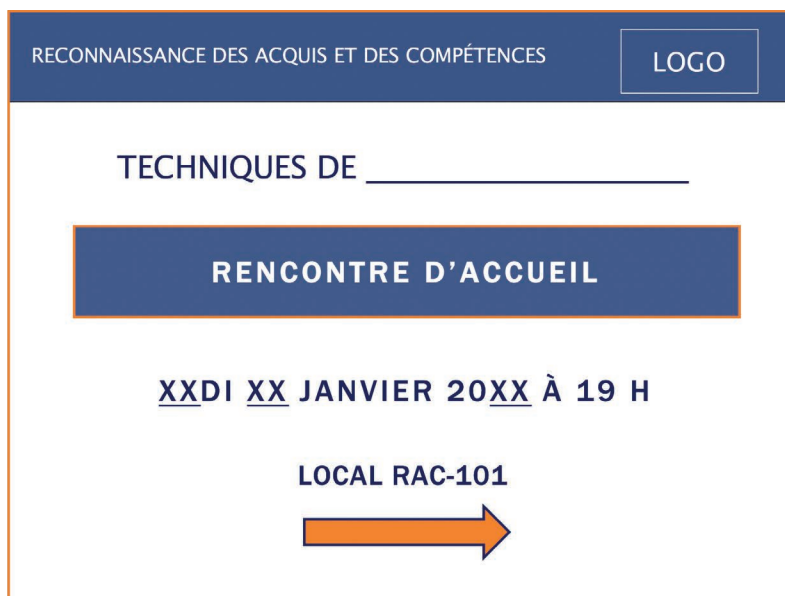 RECONNAISSANCE DES ACQUIS ET DES COMPÉTENCES
LOGO
TECHNIQUES DE ____________________
RENCONTRE D’ACCUEIL
XXDI XX JANVIER 20XX À 19 H
LOCAL RAC-101